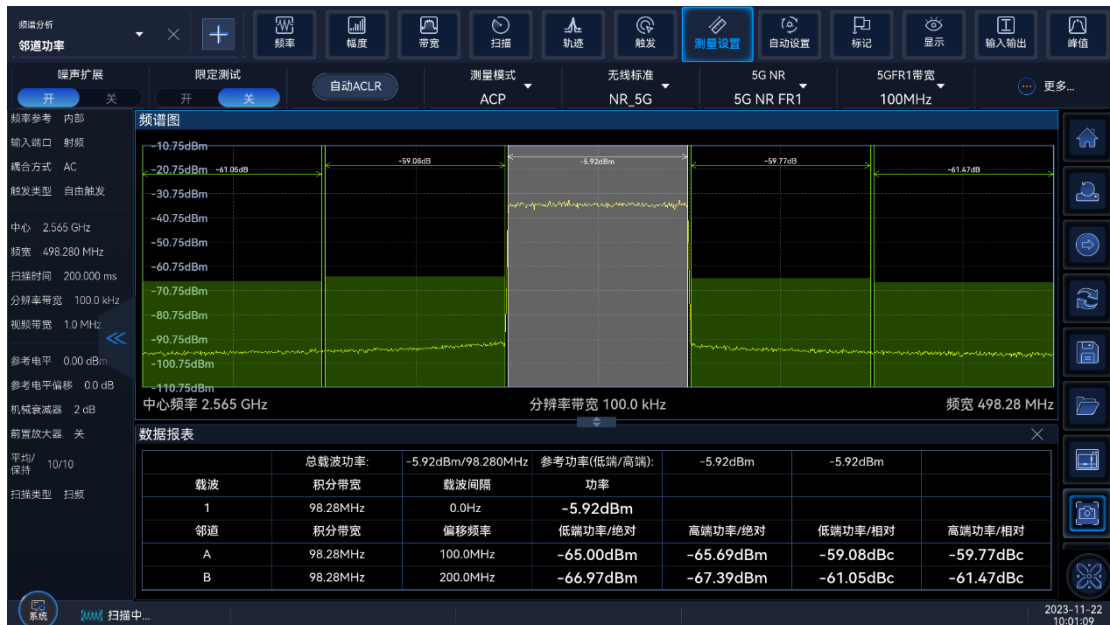 频谱分析
邻道功率
频率
幅度
带宽
扫描
轨迹
触发
测量设置
自动设置
标记
显示
输入输出
峰值
噪声扩展
开 关
限定测试
开 关
自动ACLR
测量模式
ACP
无线标准
NR_5G
5G NR
5G NR FR1
5GFR1带宽
100MHz
更多...
频率参考 内部
输入端口 射频
耦合方式 AC
触发类型 自由触发
中心 2.565 GHz
频宽 498.280 MHz
扫描时间 200.000 ms
分辨率带宽 100.0 kHz
视频带宽 1.0 MHz
参考电平 0.00 dBm
参考电平偏移 0.0 dB
机械衰减器 2 dB
前置放大器 关
平均/保持 10/10
扫描类型 扫频
频谱图
-10.75dBm
-20.75dBm
-30.75dBm
-40.75dBm
-50.75dBm
-60.75dBm
-70.75dBm
-80.75dBm
-90.75dBm
-100.75dBm
-110.75dBm
-61.05dB
-59.08dB
-5.92dBm
-59.77dB
-61.47dB
中心频率 2.565 GHz 分辨率带宽 100.0 kHz 频宽 498.28 MHz
数据报表
总载波功率: -5.92dBm/98.280MHz 参考功率(低端/高端): -5.92dBm -5.92dBm
载波 积分带宽 载波间隔 功率
1 98.28MHz 0.0Hz -5.92dBm
邻道 积分带宽 偏移频率 低端功率/绝对 高端功率/绝对 低端功率/相对 高端功率/相对
A 98.28MHz 100.0MHz -65.00dBm -65.69dBm -59.08dBc -59.77dBc
B 98.28MHz 200.0MHz -66.97dBm -67.39dBm -61.05dBc -61.47dBc
系统
扫描中...
2023-11-22
10:01:09